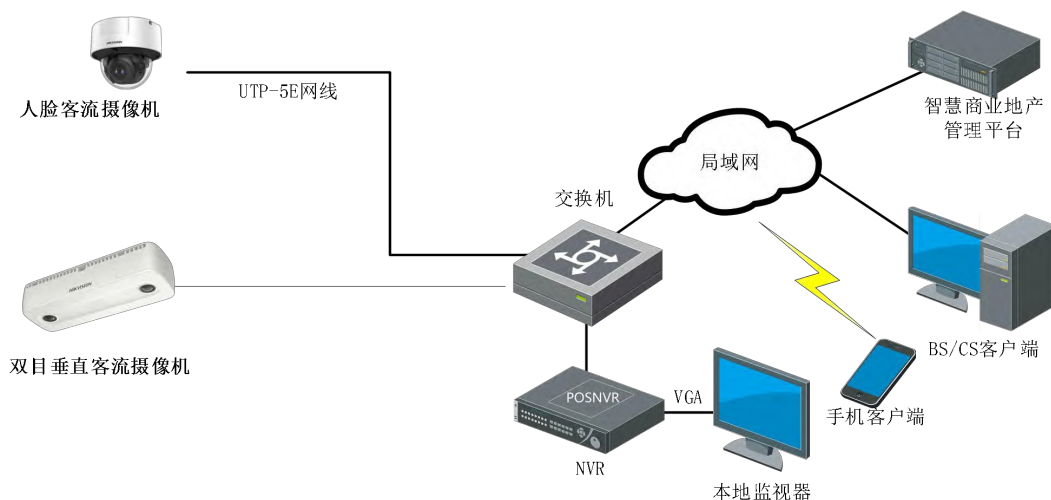 HIKVISION
人脸客流摄像机
UTP-5E网线
智慧商业地产
管理平台
局域网
交换机
HIKVISION
双目垂直客流摄像机
BS/CS客户端
手机客户端
POSNVR
VGA
NVR
本地监视器